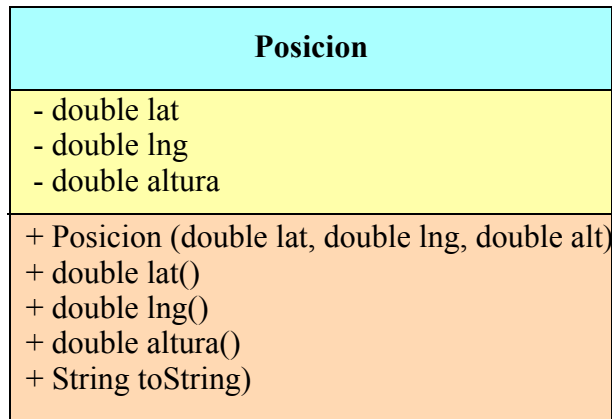 Posicion
- double lat
- double lng
- double altura
+ Posicion (double lat, double lng, double alt)
+ double lat()
+ double lng()
+ double altura()
+ String toString)